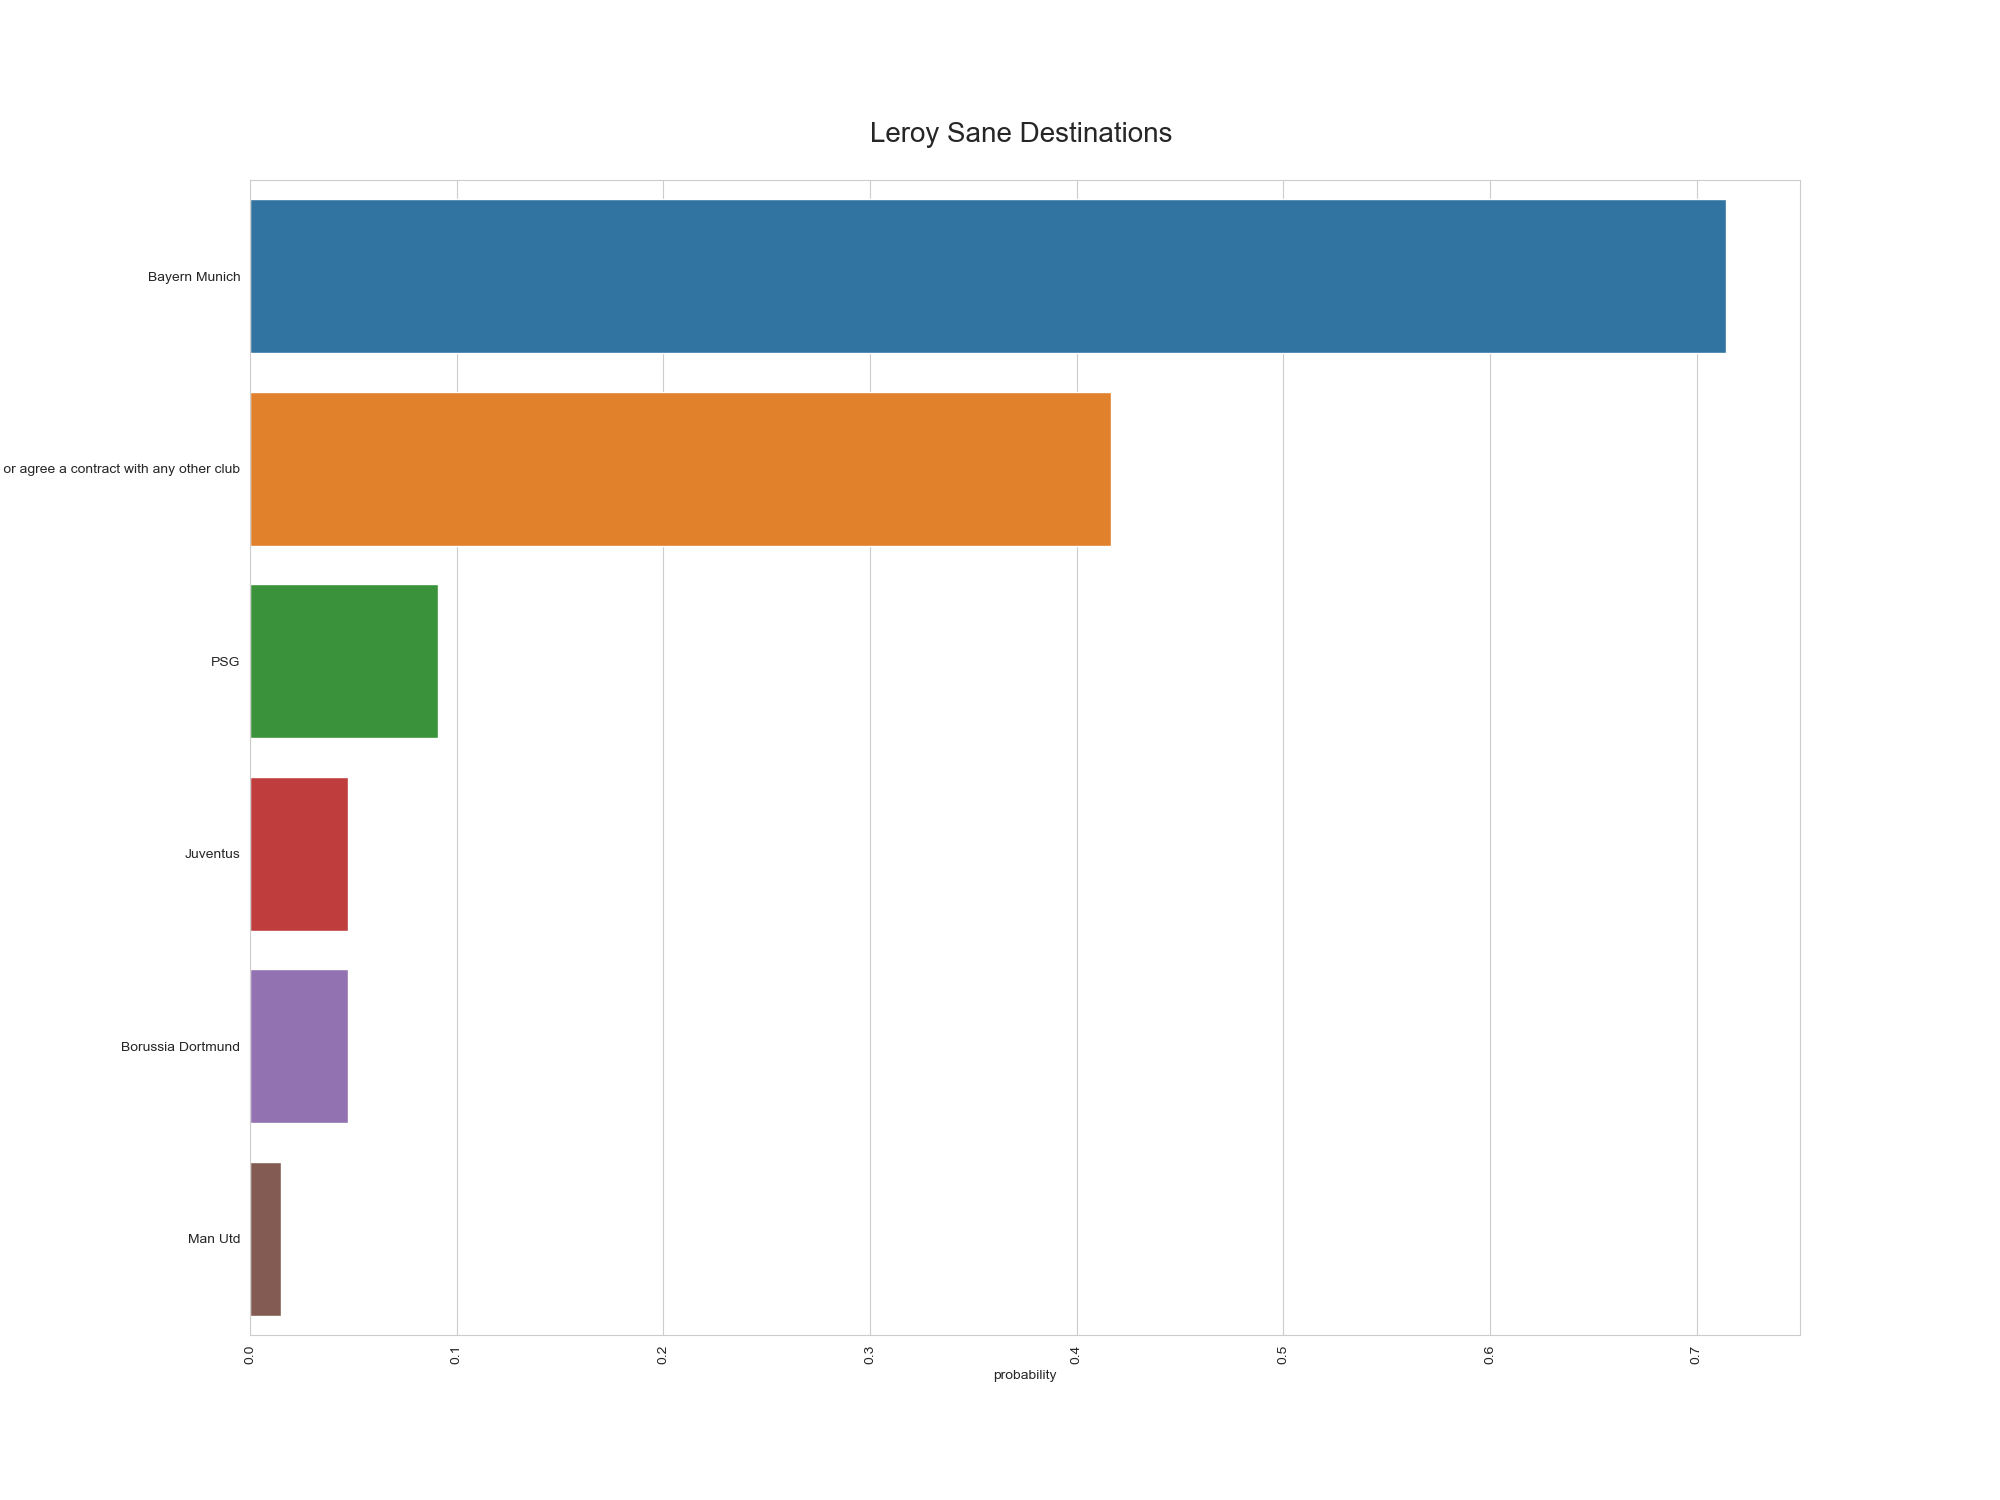 Leroy Sane Destinations
Bayern Munich
or agree a contract with any other club
PSG
Juventus
Borussia Dortmund
Man Utd
0.0
0.1
0.2
0.3
0.4
0.5
0.6
0.7
probability